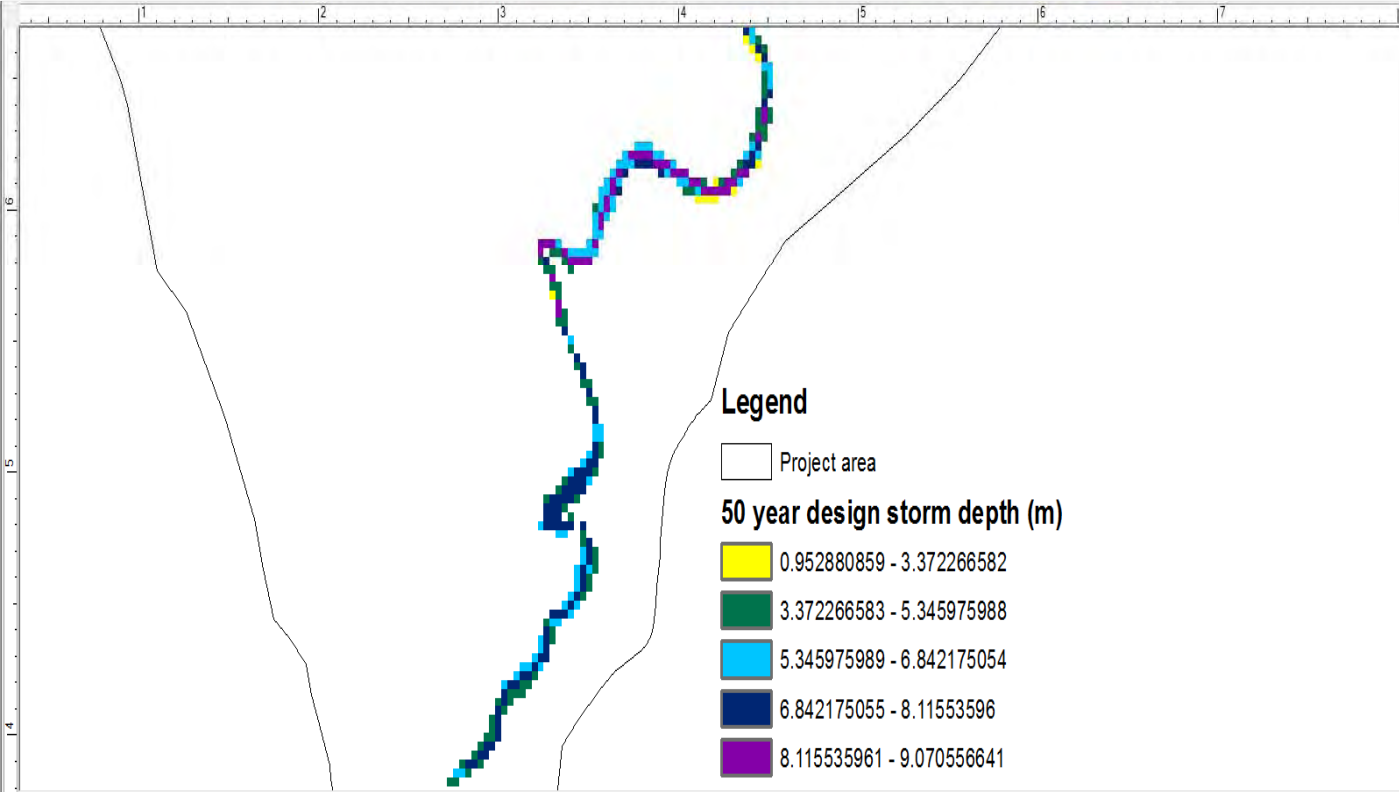 1 2 3 4 5 6 7
6
5
4
Legend
Project area
50 year design storm depth (m)
0.952880859 - 3.372266582
3.372266583 - 5.345975988
5.345975989 - 6.842175054
6.842175055 - 8.11553596
8.115535961 - 9.070556641